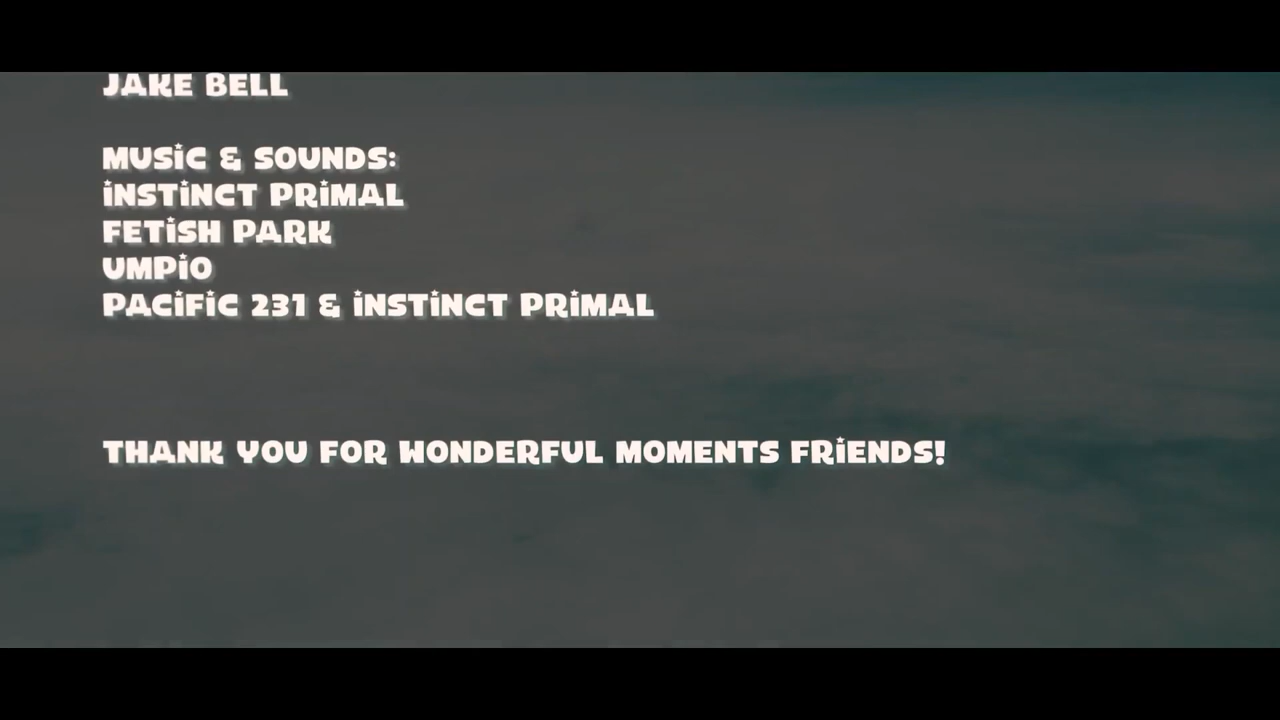 JAKE BELL
MUSiC & SOUNDS:
iNSTiNCT PRiMAL
FETiSH PARK
UMPiO
PACiFiC 231 & iNSTiNCT PRiMAL
THANK YOU FOR WONDERFUL MOMENTS FRiENDS!